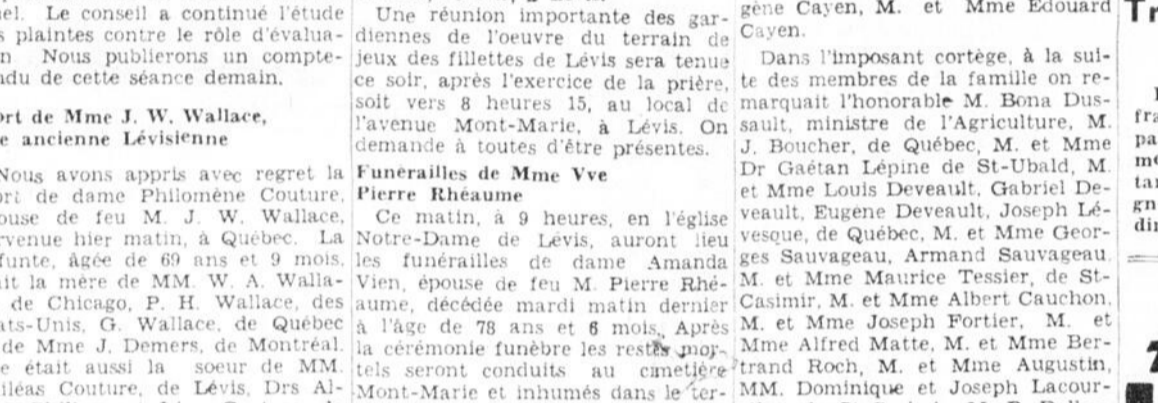 el. Le conseil a continué l'étude
s plaintes contre le rôle d'évalua-
n Nous publierons un compte-
ndu de cette séance demain.
ort de Mme J. W. Wallace,
e ancienne Lévisienne
Nous avons appris avec regret la
ort de dame Philomène Couture,
ouse de feu M. J. W. Wallace,
rvenue hier matin, à Québec. La
funte, âgée de 69 ans et 9 mois,
ait la mère de MM. W. A. Walla-
de Chicago, P. H. Wallace, des
ats-Unis, G. Wallace, de Québec
de Mme J. Demers, de Montréal.
e était aussi la soeur de MM.
iléas Couture, de Lévis, Drs Al-
Une réunion importante des gar-
diennes de l'oeuvre du terrain de
jeux des fillettes de Lévis sera tenue
ce soir, après l'exercice de la prière,
soit vers 8 heures 15, au local de
l'avenue Mont-Marie, à Lévis. On
demande à toutes d'être présentes.
Funérailles de Mme Vve
Pierre Rhéaume
Ce matin, à 9 heures, en l'église
Notre-Dame de Lévis, auront lieu
les funérailles de dame Amanda
Vien, épouse de feu M. Pierre Rhé-
aume, décédée mardi matin dernier
à l'âge de 78 ans et 6 mois. Après
la cérémonie funèbre les restes mor-
tels seront conduits au cimetière
Mont-Marie et inhumés dans le ter-
gène Cayen, M. et Mme Edouard
Cayen.
Dans l'imposant cortège, à la sui-
te des membres de la famille on re-
marquait l'honorable M. Bona Dus-
sault, ministre de l'Agriculture, M.
J. Boucher, de Québec, M. et Mme
Dr Gaétan Lépine de St-Ubald, M.
et Mme Louis Deveault, Gabriel De-
veault, Eugène Deveault, Joseph Lé-
vesque, de Québec, M. et Mme Geor-
ges Sauvageau, Armand Sauvageau,
M. et Mme Maurice Tessier, de St-
Casimir, M. et Mme Albert Cauchon,
M. et Mme Joseph Fortier, M. et
Mme Alfred Matte, M. et Mme Ber-
trand Roch, M. et Mme Augustin,
MM. Dominique et Joseph Lacour-
Tr
fra
pa
me
tar
gn
din